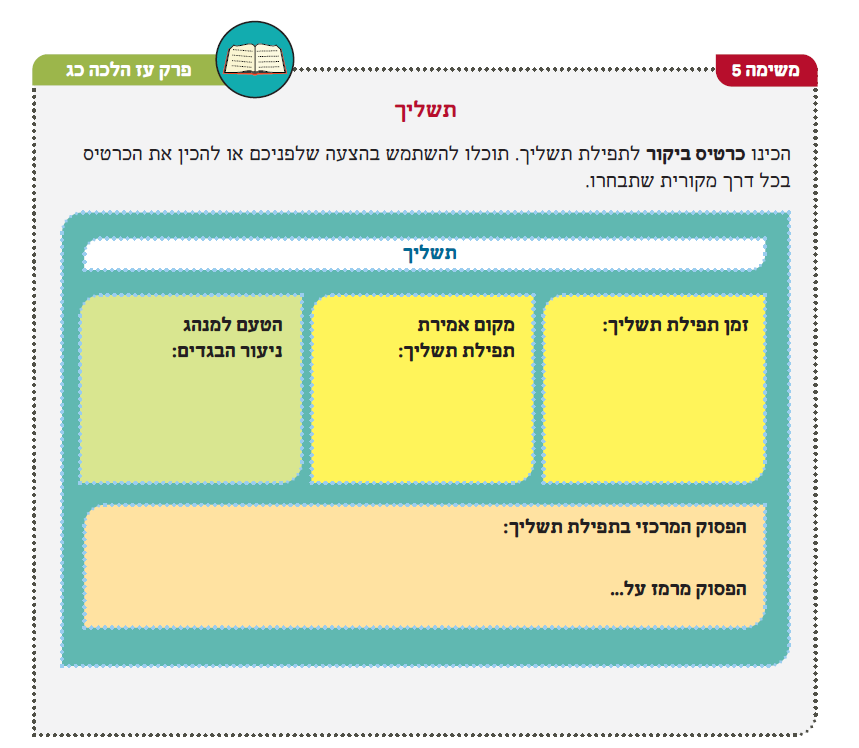 משימה 5
פרק עז הלכה כג
תשליך
הכינו כרטיס ביקור לתפילת תשליך. תוכלו להשתמש בהצעה שלפניכם או להכין את הכרטיס
בכל דרך מקורית שתבחרו.
תשליך
זמן תפילת תשליך:
מקום אמירת
תפילת תשליך:
הטעם למנהג
ניעור הבגדים:
הפסוק המרכזי בתפילת תשליך:
הפסוק מרמז על...